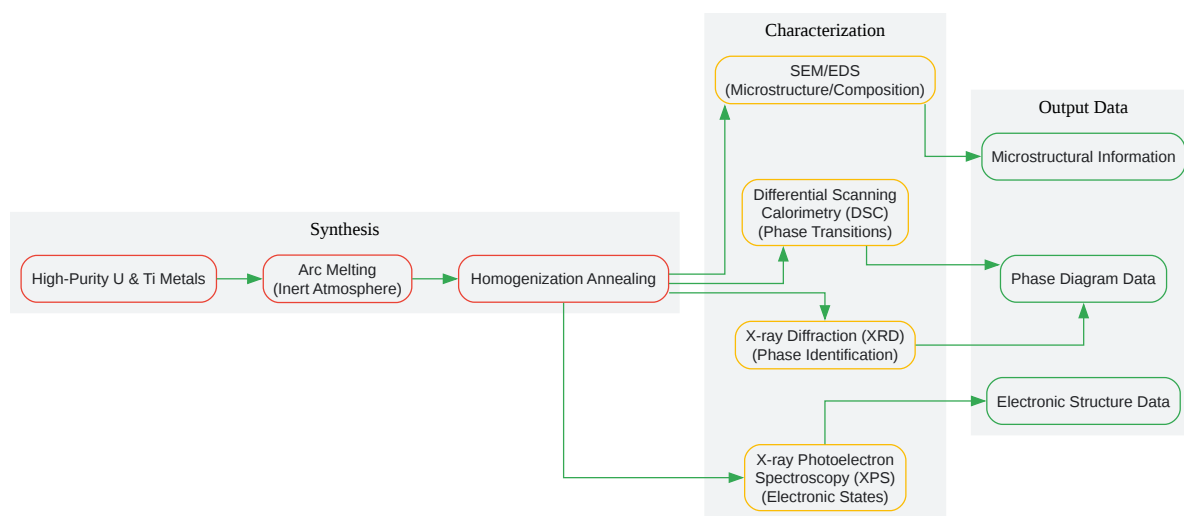 Synthesis
High-Purity U & Ti Metals
Arc Melting
(Inert Atmosphere)
Homogenization Annealing
Characterization
SEM/EDS
(Microstructure/Composition)
Differential Scanning
Calorimetry (DSC)
(Phase Transitions)
X-ray Diffraction (XRD)
(Phase Identification)
X-ray Photoelectron
Spectroscopy (XPS)
(Electronic States)
Output Data
Microstructural Information
Phase Diagram Data
Electronic Structure Data